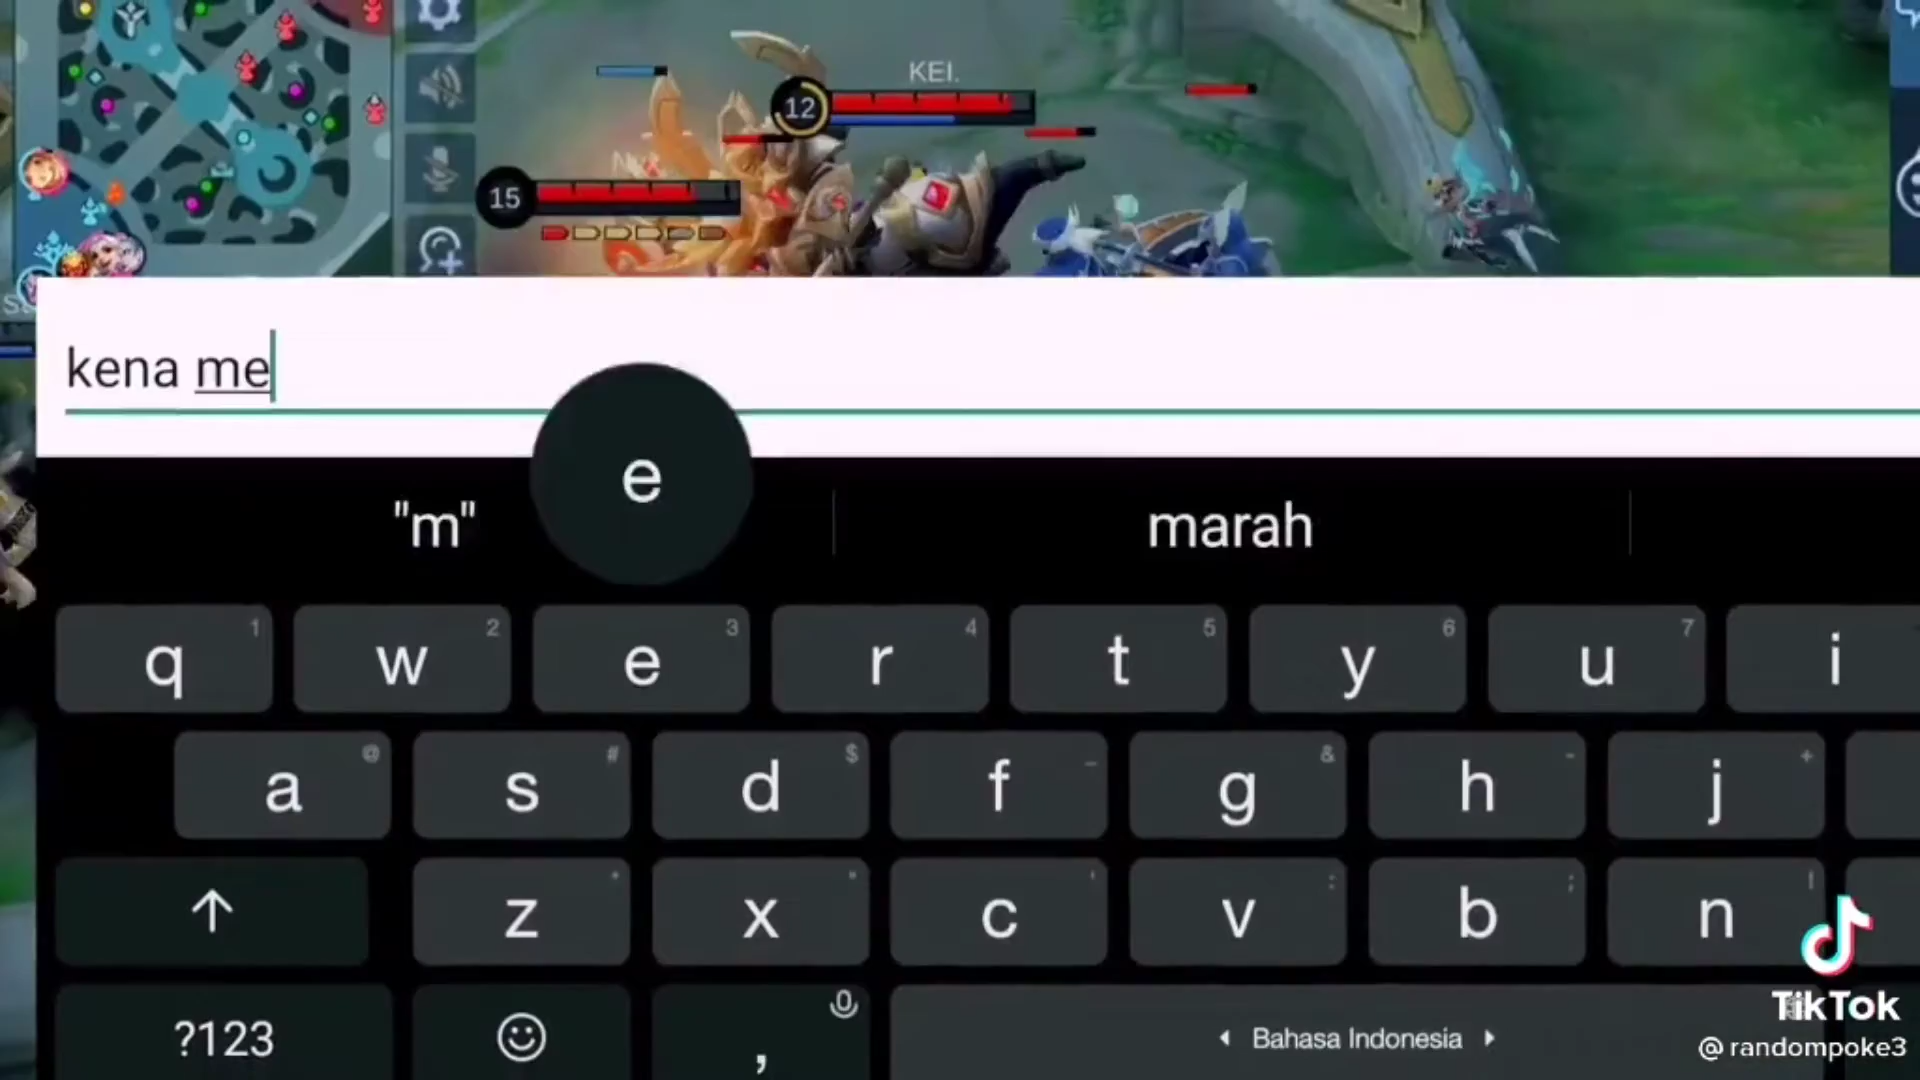 KEI.
12
15
kena me
e
"m"
marah
q 1 w 2 e 3 r 4 t 5 y 6 u 7 i
a @ s # d $ f _ g & h - j +
z * x " c ' v : b ; n !
?123 , Bahasa Indonesia
TikTok
@randompoke3